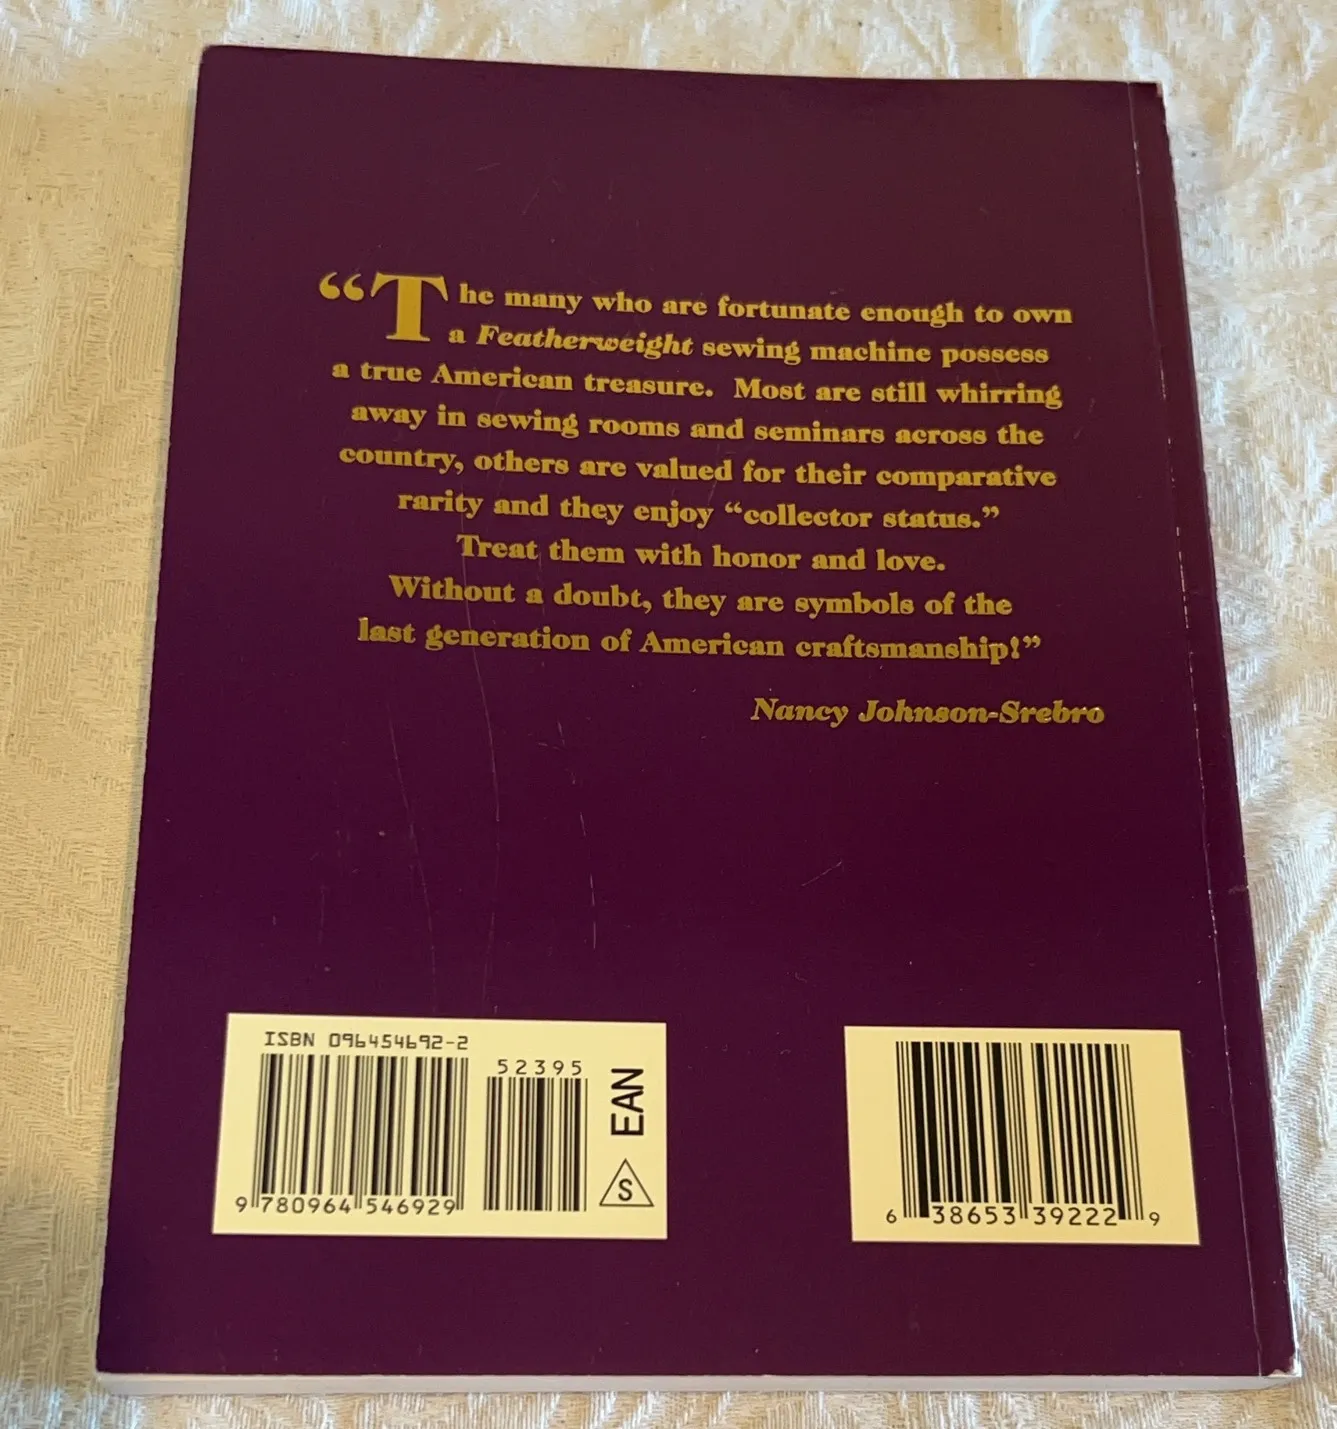 “The many who are fortunate enough to own
a Featherweight sewing machine possess
a true American treasure. Most are still whirring
away in sewing rooms and seminars across the
country, others are valued for their comparative
rarity and they enjoy “collector status.”
Treat them with honor and love.
Without a doubt, they are symbols of the
last generation of American craftsmanship!”
Nancy Johnson-Srebro
ISBN 096454692-2
52395
EAN
S
9 780964 546929
6 38653 39222 9